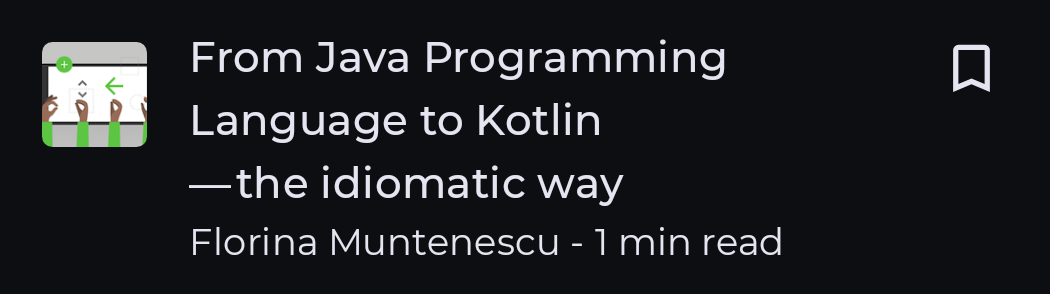 From Java Programming
Language to Kotlin
—the idiomatic way
Florina Muntenescu - 1 min read